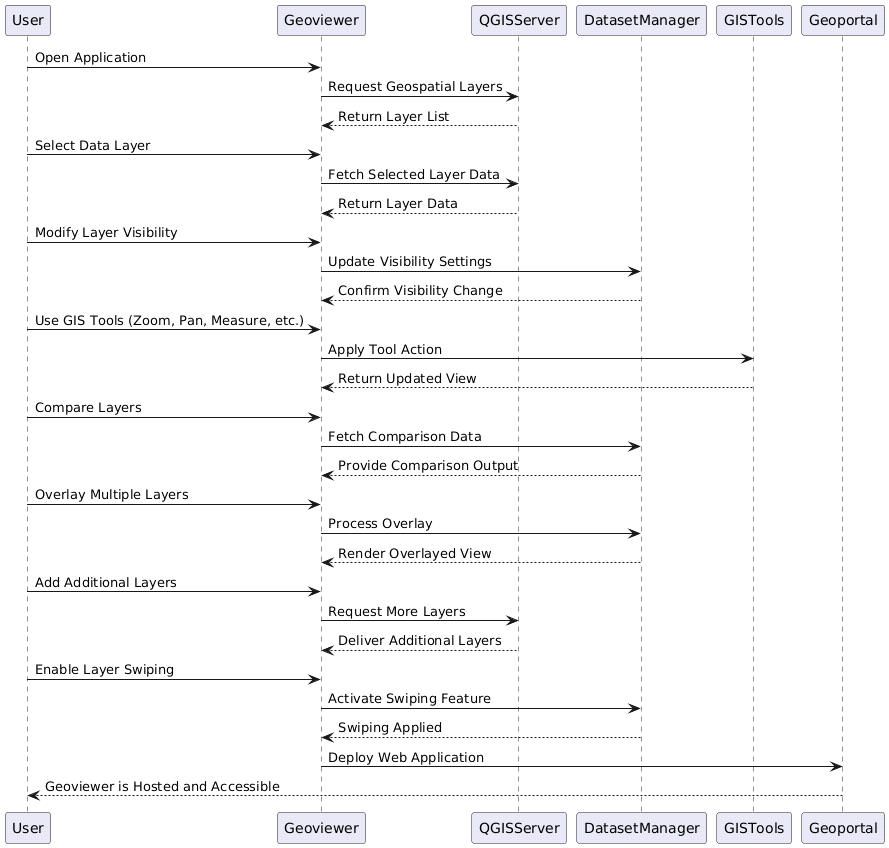 User Geoviewer QGISServer DatasetManager GISTools Geoportal
Open Application
Request Geospatial Layers
Return Layer List
Select Data Layer
Fetch Selected Layer Data
Return Layer Data
Modify Layer Visibility
Update Visibility Settings
Confirm Visibility Change
Use GIS Tools (Zoom, Pan, Measure, etc.)
Apply Tool Action
Return Updated View
Compare Layers
Fetch Comparison Data
Provide Comparison Output
Overlay Multiple Layers
Process Overlay
Render Overlayed View
Add Additional Layers
Request More Layers
Deliver Additional Layers
Enable Layer Swiping
Activate Swiping Feature
Swiping Applied
Deploy Web Application
Geoviewer is Hosted and Accessible
User Geoviewer QGISServer DatasetManager GISTools Geoportal